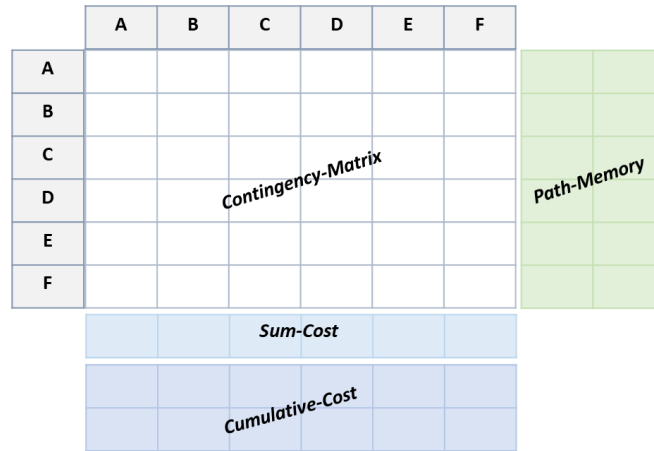 A B C D E F
A
B
C
D
E
F
Contingency-Matrix
Path-Memory
Sum-Cost
Cumulative-Cost